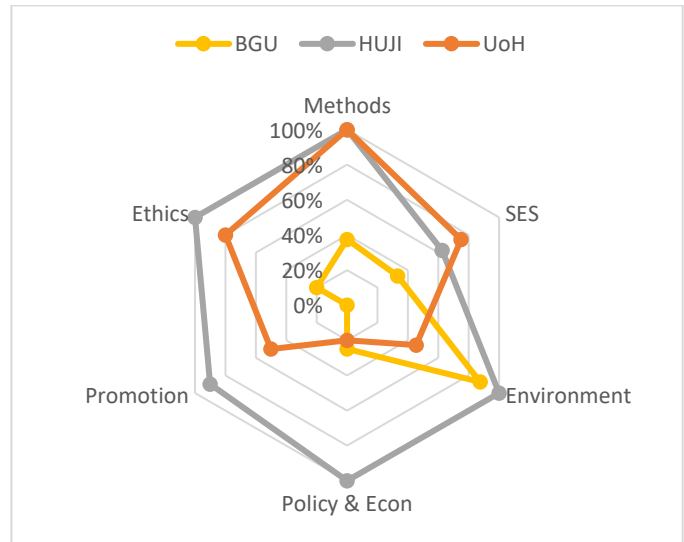 BGU HUJI UoH
Methods
100%
80%
60%
40%
20%
0%
SES
Environment
Policy & Econ
Promotion
Ethics